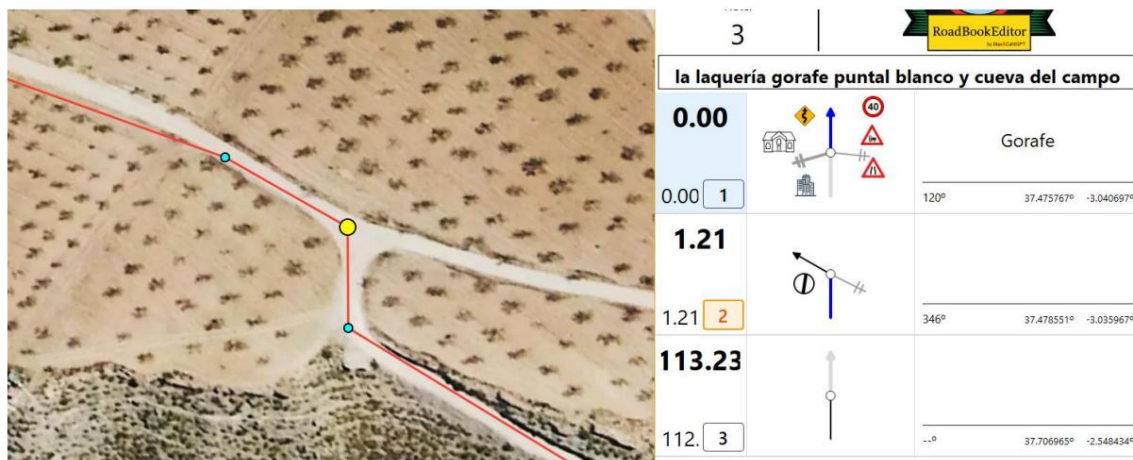 3
RoadBookEditor
la laquería gorafe puntal blanco y cueva del campo
0.00
40
Gorafe
0.00 1
120º 37.475767º -3.040697º
1.21
1.21 2
346º 37.478551º -3.035967º
113.23
112. 3
--º 37.706965º -2.548434º